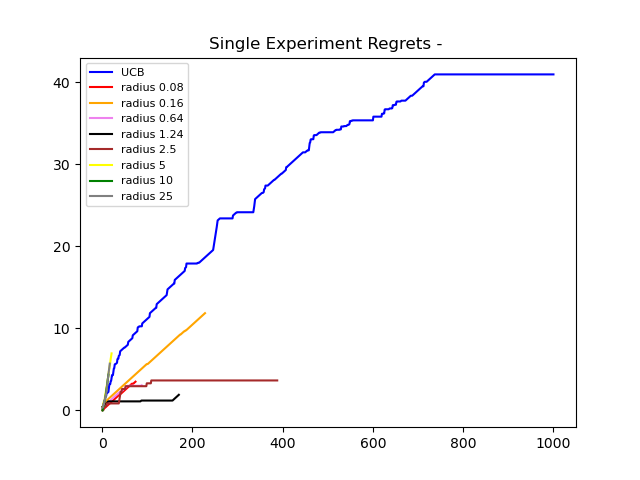 Single Experiment Regrets -
UCB
radius 0.08
radius 0.16
radius 0.64
radius 1.24
radius 2.5
radius 5
radius 10
radius 25
40
30
20
10
0
0 200 400 600 800 1000